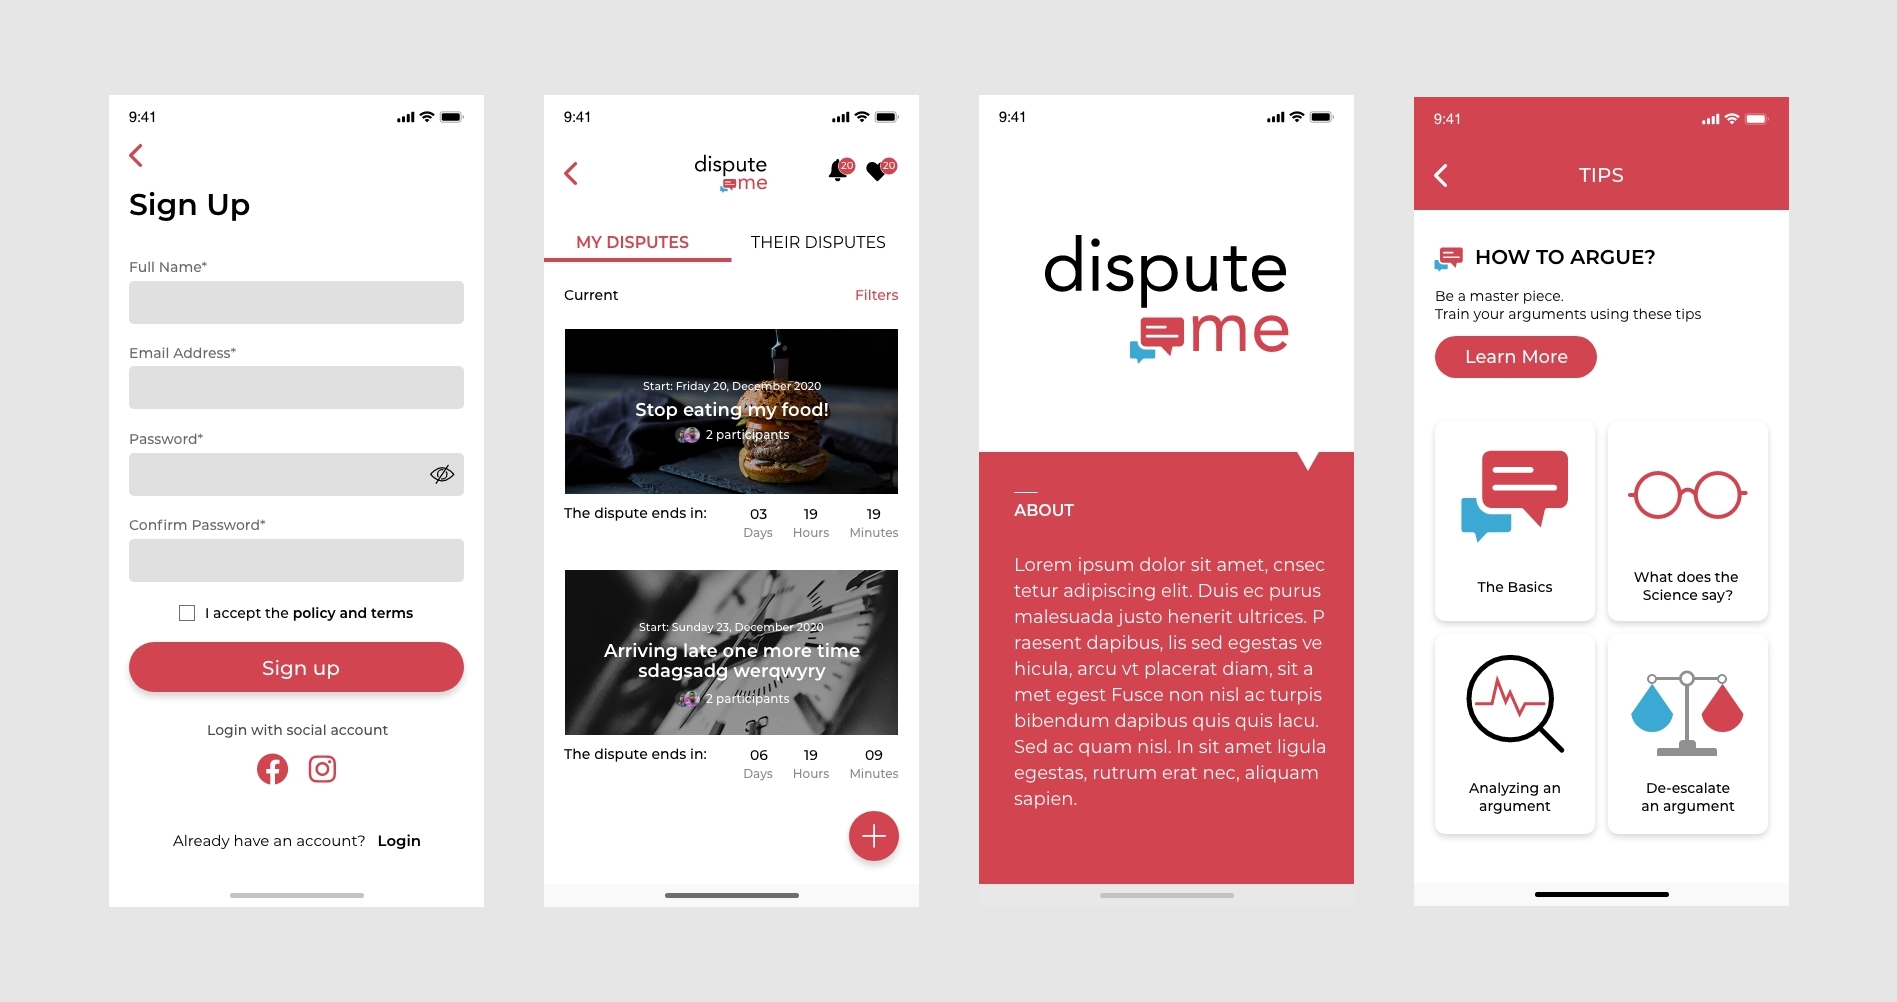 9:41
Sign Up
Full Name*
Email Address*
Password*
Confirm Password*
I accept the policy and terms
Sign up
Login with social account
Already have an account? Login
9:41
dispute
me
20
20
MY DISPUTES
THEIR DISPUTES
Current
Filters
Start: Friday 20, December 2020
Stop eating my food!
2 participants
The dispute ends in:
03 19 19
Days Hours Minutes
Start: Sunday 23, December 2020
Arriving late one more time
sdagsadg werqwyry
2 participants
The dispute ends in:
06 19 09
Days Hours Minutes
9:41
dispute
me
ABOUT
Lorem ipsum dolor sit amet, cnsec
tetur adipiscing elit. Duis ec purus
malesuada justo henerit ultrices. P
raesent dapibus, lis sed egestas ve
hicula, arcu vt placerat diam, sit a
met egest Fusce non nisl ac turpis
bibendum dapibus quis quis lacu.
Sed ac quam nisl. In sit amet ligula
egestas, rutrum erat nec, aliquam
sapien.
9:41
TIPS
HOW TO ARGUE?
Be a master piece.
Train your arguments using these tips
Learn More
The Basics
What does the
Science say?
Analyzing an
argument
De-escalate
an argument